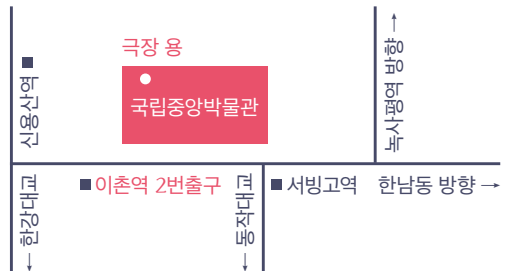 극장 용
국립중앙박물관
신용산역
녹사평역 방향 →
이촌역 2번출구
서빙고역
한남동 방향 →
← 한강대교
← 동작대교